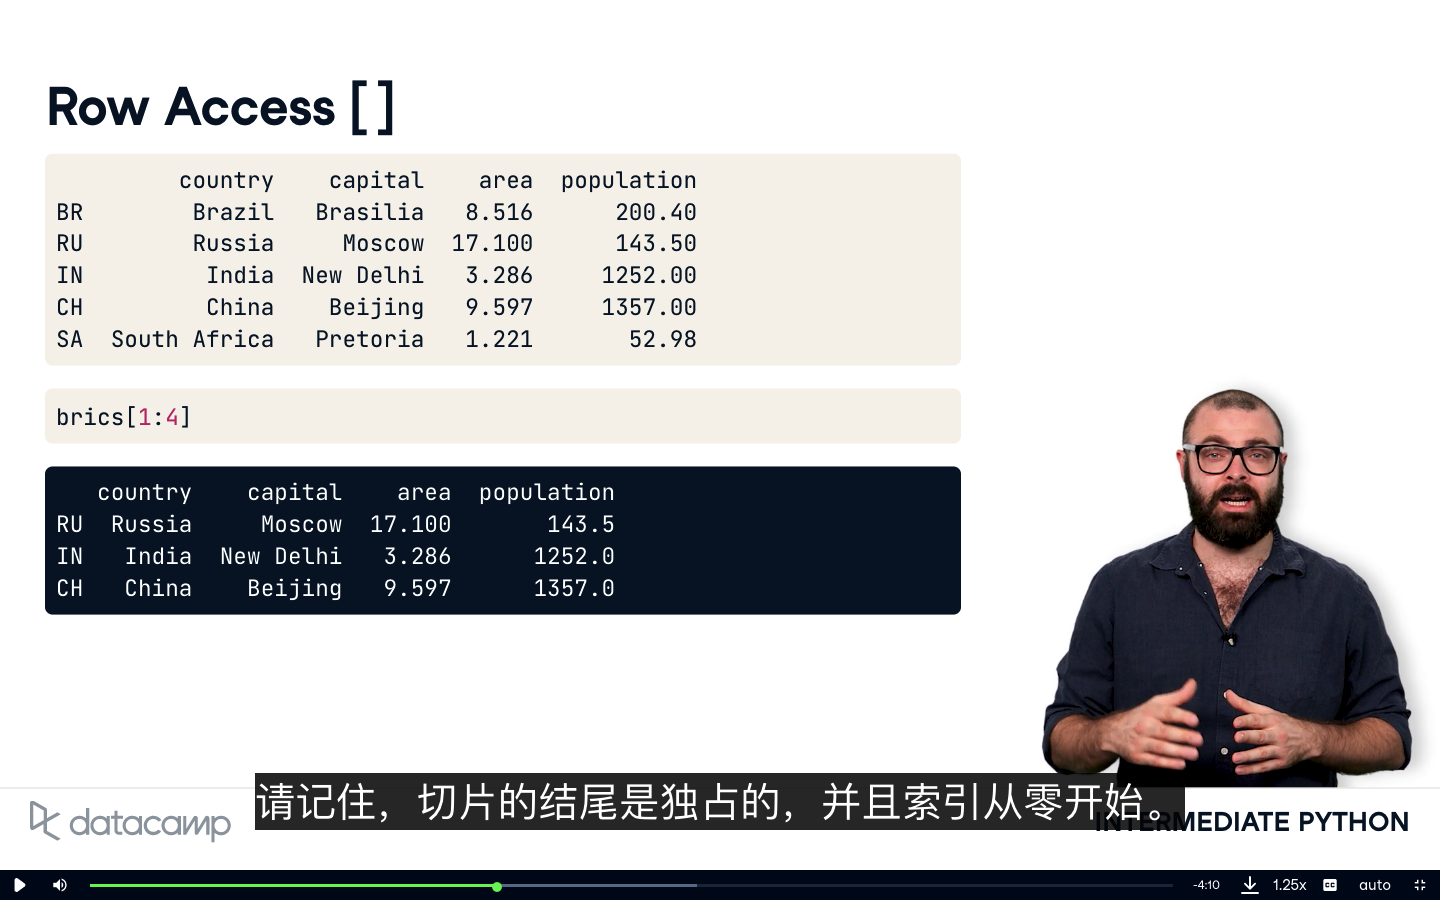 Row Access []
country capital area population
BR Brazil Brasilia 8.516 200.40
RU Russia Moscow 17.100 143.50
IN India New Delhi 3.286 1252.00
CH China Beijing 9.597 1357.00
SA South Africa Pretoria 1.221 52.98
brics[1:4]
country capital area population
RU Russia Moscow 17.100 143.5
IN India New Delhi 3.286 1252.0
CH China Beijing 9.597 1357.0
请记住，切片的结尾是独占的，并且索引从零开始。
datacamp
INTERMEDIATE PYTHON
-4:10 1.25x CC auto